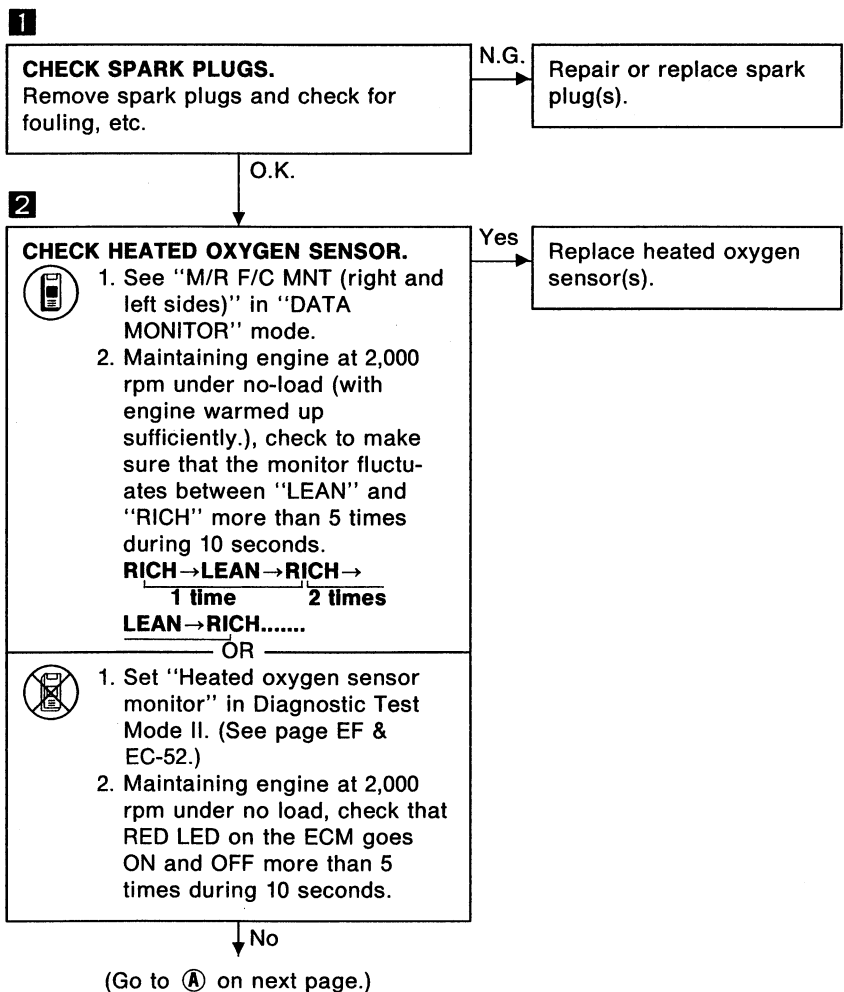 1
CHECK SPARK PLUGS.
Remove spark plugs and check for
fouling, etc.
N.G.
Repair or replace spark
plug(s).
O.K.
2
CHECK HEATED OXYGEN SENSOR.
1. See "M/R F/C MNT (right and
left sides)" in "DATA
MONITOR" mode.
2. Maintaining engine at 2,000
rpm under no-load (with
engine warmed up
sufficiently.), check to make
sure that the monitor fluctu-
ates between "LEAN" and
"RICH" more than 5 times
during 10 seconds.
RICH→LEAN→RICH→
1 time 2 times
LEAN→RICH.......
OR
1. Set "Heated oxygen sensor
monitor" in Diagnostic Test
Mode II. (See page EF &
EC-52.)
2. Maintaining engine at 2,000
rpm under no load, check that
RED LED on the ECM goes
ON and OFF more than 5
times during 10 seconds.
Yes
Replace heated oxygen
sensor(s).
No
(Go to Ⓐ on next page.)